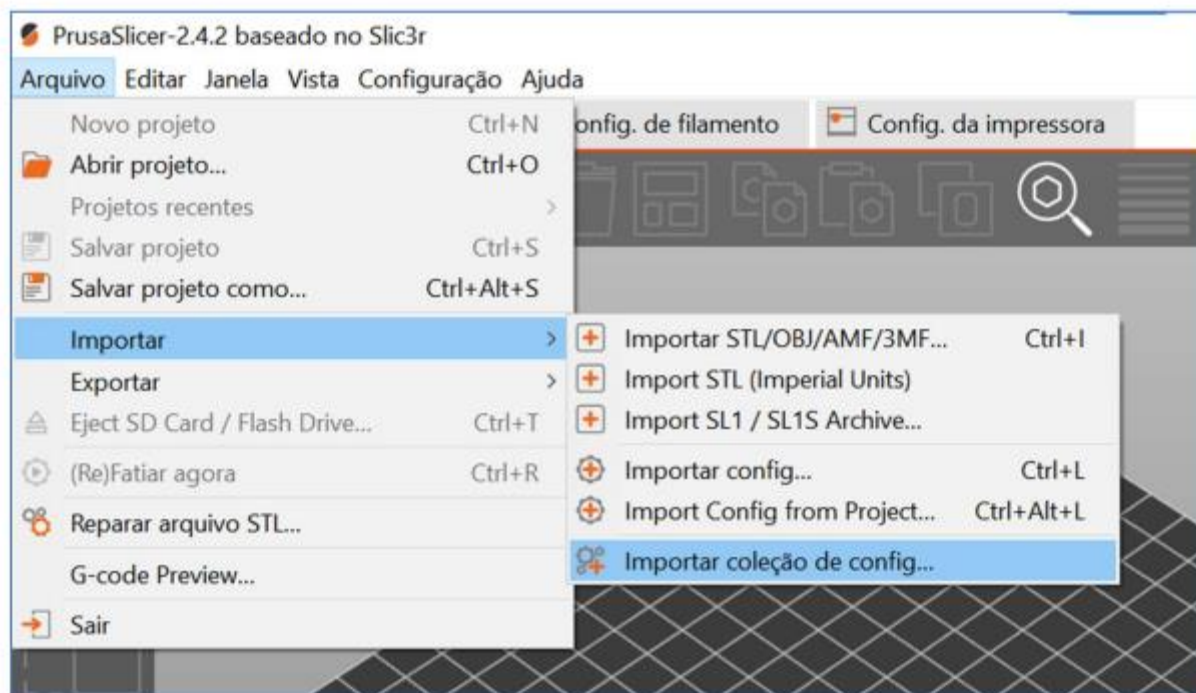 PrusaSlicer-2.4.2 baseado no Slic3r
Arquivo Editar Janela Vista Configuração Ajuda
onfig. de filamento Config. da impressora
Novo projeto Ctrl+N
Abrir projeto... Ctrl+O
Projetos recentes >
Salvar projeto Ctrl+S
Salvar projeto como... Ctrl+Alt+S
Importar >
Exportar >
Eject SD Card / Flash Drive... Ctrl+T
(Re)Fatiar agora Ctrl+R
Reparar arquivo STL...
G-code Preview...
Sair
Importar STL/OBJ/AMF/3MF... Ctrl+I
Import STL (Imperial Units)
Import SL1 / SL1S Archive...
Importar config... Ctrl+L
Import Config from Project... Ctrl+Alt+L
Importar coleção de config...